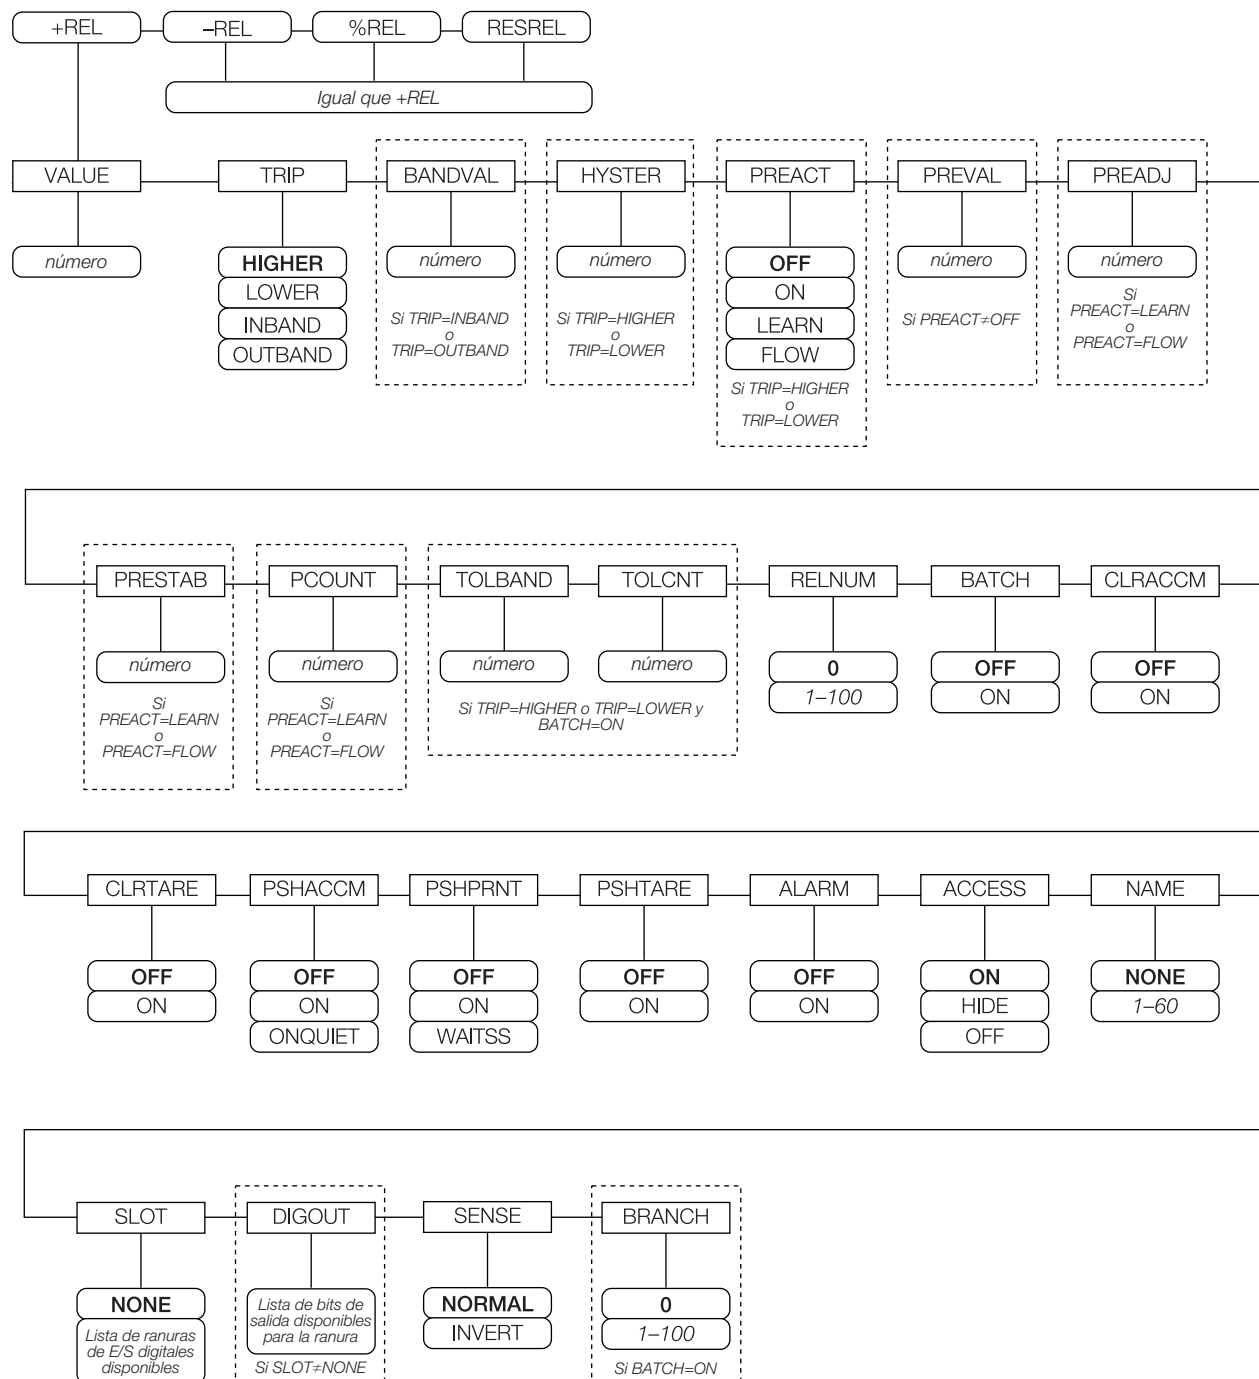 +REL –REL %REL RESREL
Igual que +REL
VALUE TRIP BANDVAL HYSTER PREACT PREVAL PREADJ
número HIGHER número número OFF número número
LOWER ON
INBAND LEARN
OUTBAND FLOW
Si TRIP=INBAND
o
TRIP=OUTBAND
Si TRIP=HIGHER
o
TRIP=LOWER
Si TRIP=HIGHER
o
TRIP=LOWER
Si PREACT≠OFF
Si
PREACT=LEARN
o
PREACT=FLOW
PRESTAB PCOUNT TOLBAND TOLCNT RELNUM BATCH CLRACCM
número número número número 0 OFF OFF
1–100 ON ON
Si
PREACT=LEARN
o
PREACT=FLOW
Si
PREACT=LEARN
o
PREACT=FLOW
Si TRIP=HIGHER o TRIP=LOWER y
BATCH=ON
CLRTARE PSHACCM PSHPRNT PSHTARE ALARM ACCESS NAME
OFF OFF OFF OFF OFF ON NONE
ON ON ON ON ON HIDE 1–60
ONQUIET WAITSS OFF
SLOT DIGOUT SENSE BRANCH
NONE
Lista de ranuras
de E/S digitales
disponibles
Lista de bits de
salida disponibles
para la ranura
Si SLOT≠NONE
NORMAL
INVERT
0
1–100
Si BATCH=ON